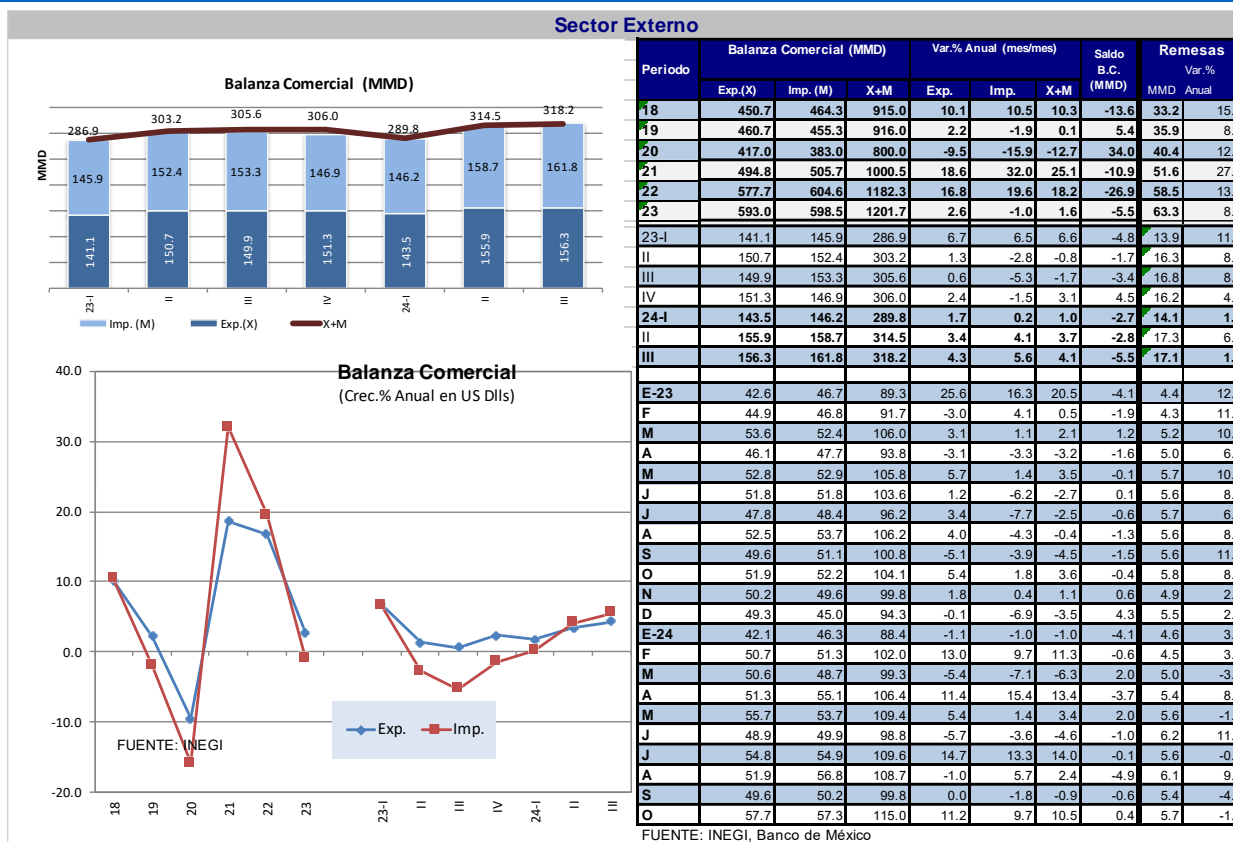 Sector Externo
Balanza Comercial (MMD)
286.9 303.2 305.6 306.0 289.8 314.5 318.2
MMD
145.9 152.4 153.3 146.9 146.2 158.7 161.8
141.1 150.7 149.9 151.3 143.5 155.9 156.3
23-I II III IV 24-I II III
Imp. (M) Exp.(X) X+M
Balanza Comercial
(Crec.% Anual en US Dlls)
40.0
30.0
20.0
10.0
0.0
-10.0
-20.0
Exp. Imp.
FUENTE: INEGI
18 19 20 21 22 23 23-I II III IV 24-I II III
Periodo Balanza Comercial (MMD) Var.% Anual (mes/mes) Saldo B.C. (MMD) Remesas
Exp.(X) Imp. (M) X+M Exp. Imp. X+M MMD Var.% Anual
18 450.7 464.3 915.0 10.1 10.5 10.3 -13.6 33.2 15.
19 460.7 455.3 916.0 2.2 -1.9 0.1 5.4 35.9 8.
20 417.0 383.0 800.0 -9.5 -15.9 -12.7 34.0 40.4 12.
21 494.8 505.7 1000.5 18.6 32.0 25.1 -10.9 51.6 27.
22 577.7 604.6 1182.3 16.8 19.6 18.2 -26.9 58.5 13.
23 593.0 598.5 1201.7 2.6 -1.0 1.6 -5.5 63.3 8.
23-I 141.1 145.9 286.9 6.7 6.5 6.6 -4.8 13.9 11.
II 150.7 152.4 303.2 1.3 -2.8 -0.8 -1.7 16.3 8.
III 149.9 153.3 305.6 0.6 -5.3 -1.7 -3.4 16.8 8.
IV 151.3 146.9 306.0 2.4 -1.5 3.1 4.5 16.2 4.
24-I 143.5 146.2 289.8 1.7 0.2 1.0 -2.7 14.1 1.
II 155.9 158.7 314.5 3.4 4.1 3.7 -2.8 17.3 6.
III 156.3 161.8 318.2 4.3 5.6 4.1 -5.5 17.1 1.
E-23 42.6 46.7 89.3 25.6 16.3 20.5 -4.1 4.4 12.
F 44.9 46.8 91.7 -3.0 4.1 0.5 -1.9 4.3 11.
M 53.6 52.4 106.0 3.1 1.1 2.1 1.2 5.2 10.
A 46.1 47.7 93.8 -3.1 -3.3 -3.2 -1.6 5.0 6.
M 52.8 52.9 105.8 5.7 1.4 3.5 -0.1 5.7 10.
J 51.8 51.8 103.6 1.2 -6.2 -2.7 0.1 5.6 8.
J 47.8 48.4 96.2 3.4 -7.7 -2.5 -0.6 5.7 6.
A 52.5 53.7 106.2 4.0 -4.3 -0.4 -1.3 5.6 8.
S 49.6 51.1 100.8 -5.1 -3.9 -4.5 -1.5 5.6 11.
O 51.9 52.2 104.1 5.4 1.8 3.6 -0.4 5.8 8.
N 50.2 49.6 99.8 1.8 0.4 1.1 0.6 4.9 2.
D 49.3 45.0 94.3 -0.1 -6.9 -3.5 4.3 5.5 2.
E-24 42.1 46.3 88.4 -1.1 -1.0 -1.0 -4.1 4.6 3.
F 50.7 51.3 102.0 13.0 9.7 11.3 -0.6 4.5 3.
M 50.6 48.7 99.3 -5.4 -7.1 -6.3 2.0 5.0 -3.
A 51.3 55.1 106.4 11.4 15.4 13.4 -3.7 5.4 8.
M 55.7 53.7 109.4 5.4 1.4 3.4 2.0 5.6 -1.
J 48.9 49.9 98.8 -5.7 -3.6 -4.6 -1.0 6.2 11.
J 54.8 54.9 109.6 14.7 13.3 14.0 -0.1 5.6 -0.
A 51.9 56.8 108.7 -1.0 5.7 2.4 -4.9 6.1 9.
S 49.6 50.2 99.8 0.0 -1.8 -0.9 -0.6 5.4 -4.
O 57.7 57.3 115.0 11.2 9.7 10.5 0.4 5.7 -1.
FUENTE: INEGI, Banco de México